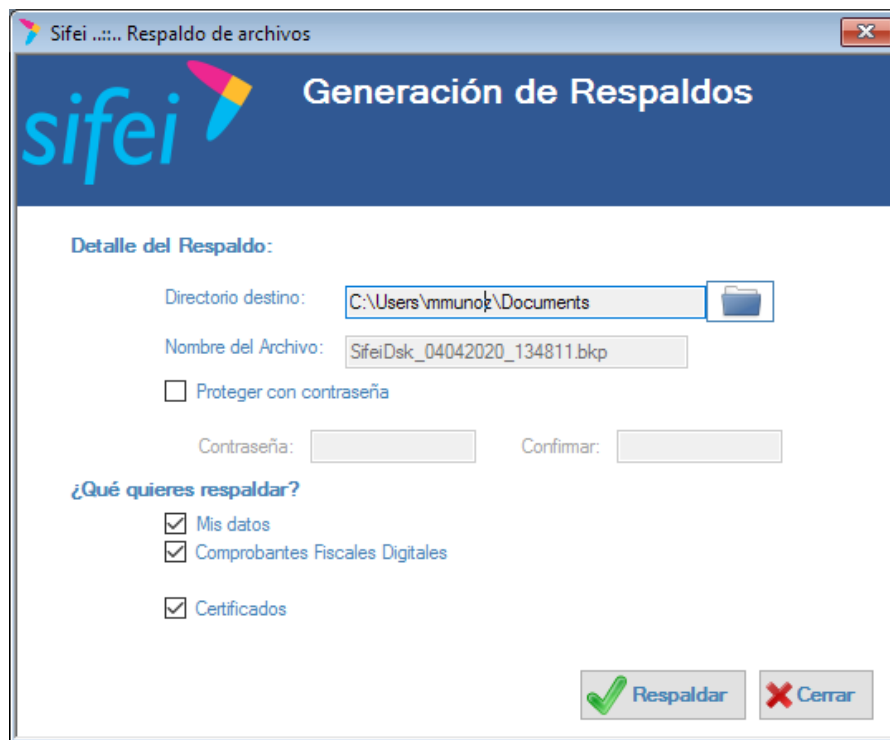 Sifei ..::.. Respaldo de archivos
sifei
Generación de Respaldos
Detalle del Respaldo:
Directorio destino: C:\Users\mmunoz\Documents
Nombre del Archivo: SifeiDsk_04042020_134811.bkp
Proteger con contraseña
Contraseña: Confirmar:
¿Qué quieres respaldar?
Mis datos
Comprobantes Fiscales Digitales
Certificados
Respaldar Cerrar